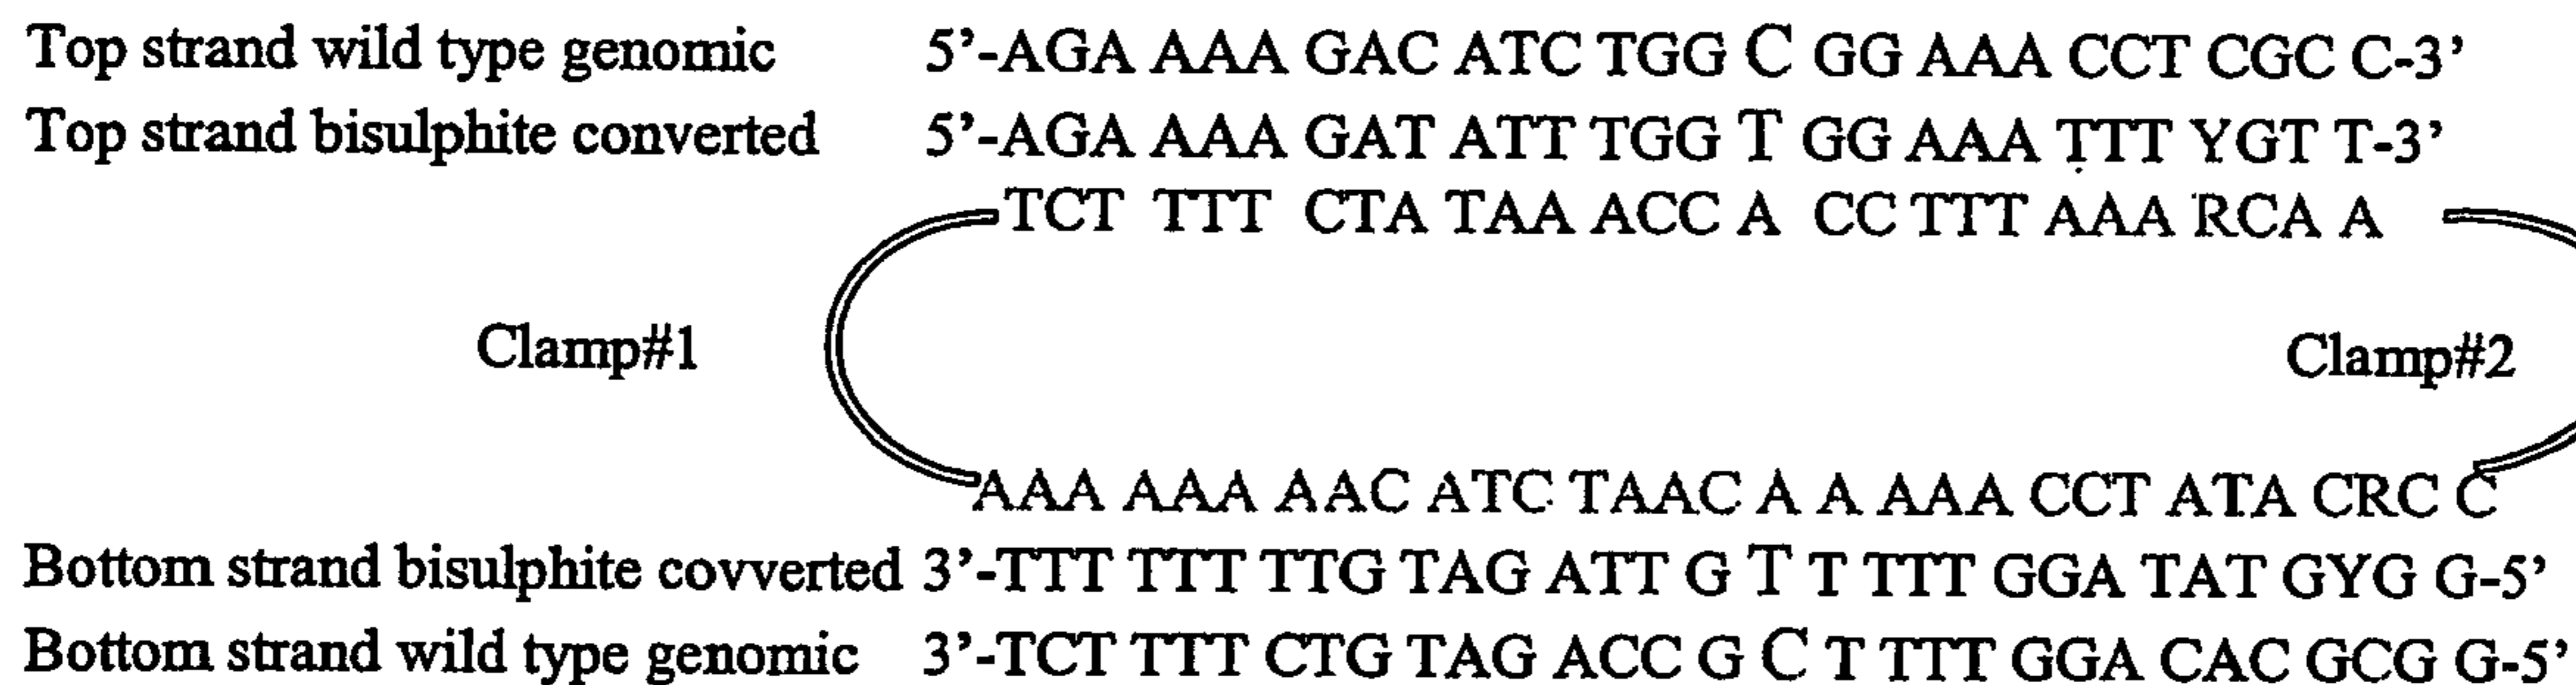 Top strand wild type genomic 5’-AGA AAA GAC ATC TGG C GG AAA CCT CGC C-3’
Top strand bisulphite converted 5’-AGA AAA GAT ATT TGG T GG AAA TTT YGT T-3’
TCT TTT CTA TAA ACC A CC TTT AAA RCA A
Clamp#1 Clamp#2
AAA AAA AAC ATC TAAC A A AAA CCT ATA CRC C
Bottom strand bisulphite covverted 3’-TTT TTT TTG TAG ATT G T T TTT GGA TAT GYG G-5’
Bottom strand wild type genomic 3’-TCT TTT CTG TAG ACC G C T TTT GGA CAC GCG G-5’